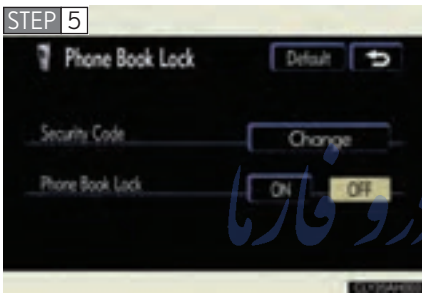 STEP 5
Phone Book Lock
Default
Security Code
Change
Phone Book Lock
ON
OFF